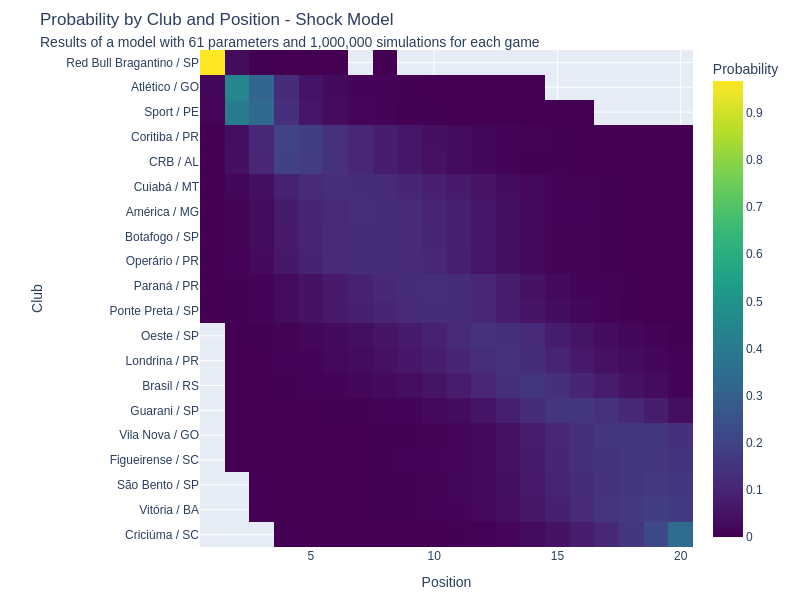 Probability by Club and Position - Shock Model
Results of a model with 61 parameters and 1,000,000 simulations for each game
Probability
Club
Red Bull Bragantino / SP
Atlético / GO
Sport / PE
Coritiba / PR
CRB / AL
Cuiabá / MT
América / MG
Botafogo / SP
Operário / PR
Paraná / PR
Ponte Preta / SP
Oeste / SP
Londrina / PR
Brasil / RS
Guarani / SP
Vila Nova / GO
Figueirense / SC
São Bento / SP
Vitória / BA
Criciúma / SC
0.9
0.8
0.7
0.6
0.5
0.4
0.3
0.2
0.1
0
5
10
15
20
Position